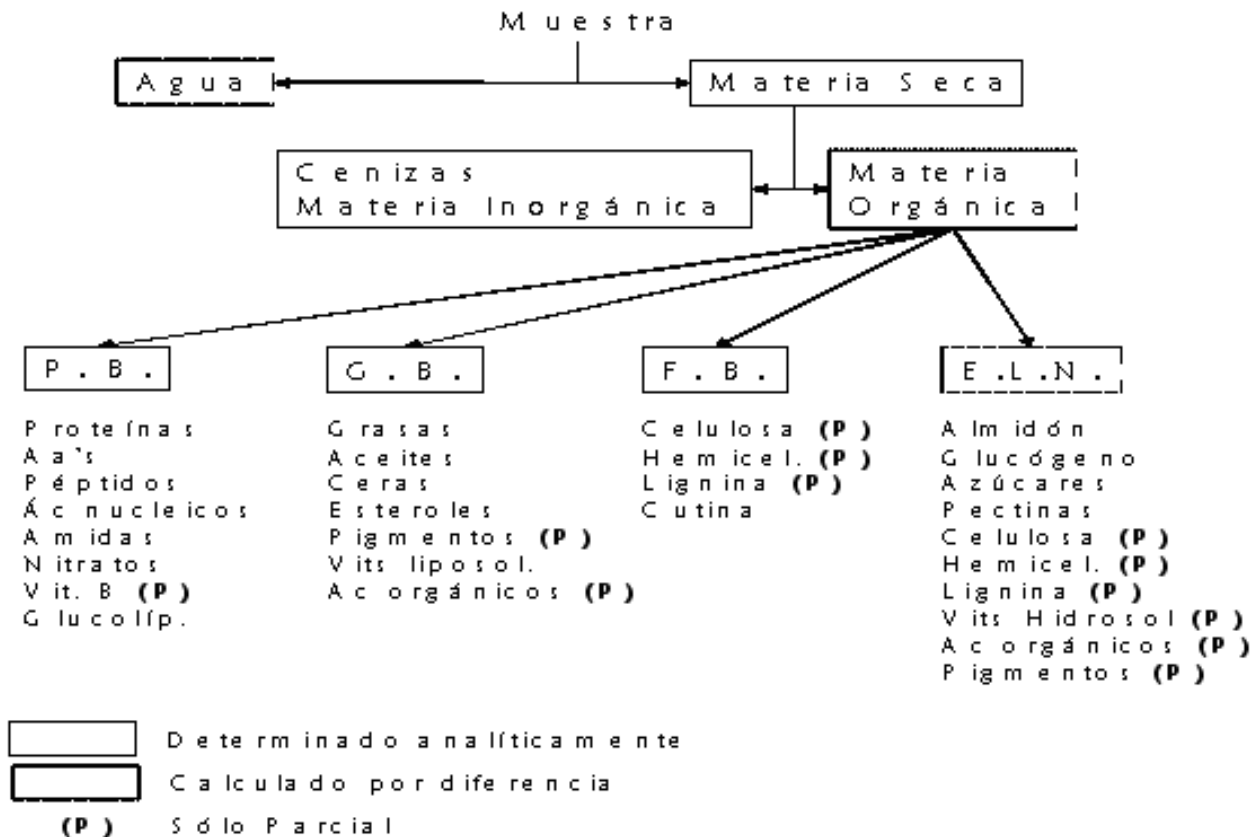 Muestra
Agua
Materia Seca
Cenizas
Materia Inorgánica
Materia
Orgánica
P.B.
Proteínas
Aa's
Péptidos
Ác nucleicos
Amidas
Nitratos
Vit. B (P)
Glucolíp.
G.B.
Grasas
Aceites
Ceras
Esteroles
Pigmentos (P)
Vits liposol.
Ac orgánicos (P)
F.B.
Celulosa (P)
Hemicel. (P)
Lignina (P)
Cutina
E.L.N.
Almidón
Glucógeno
Azúcares
Pectinas
Celulosa (P)
Hemicel. (P)
Lignina (P)
Vits Hidrosol (P)
Ac orgánicos (P)
Pigmentos (P)
Determinado analíticamente
Calculado por diferencia
(P) Sólo Parcial